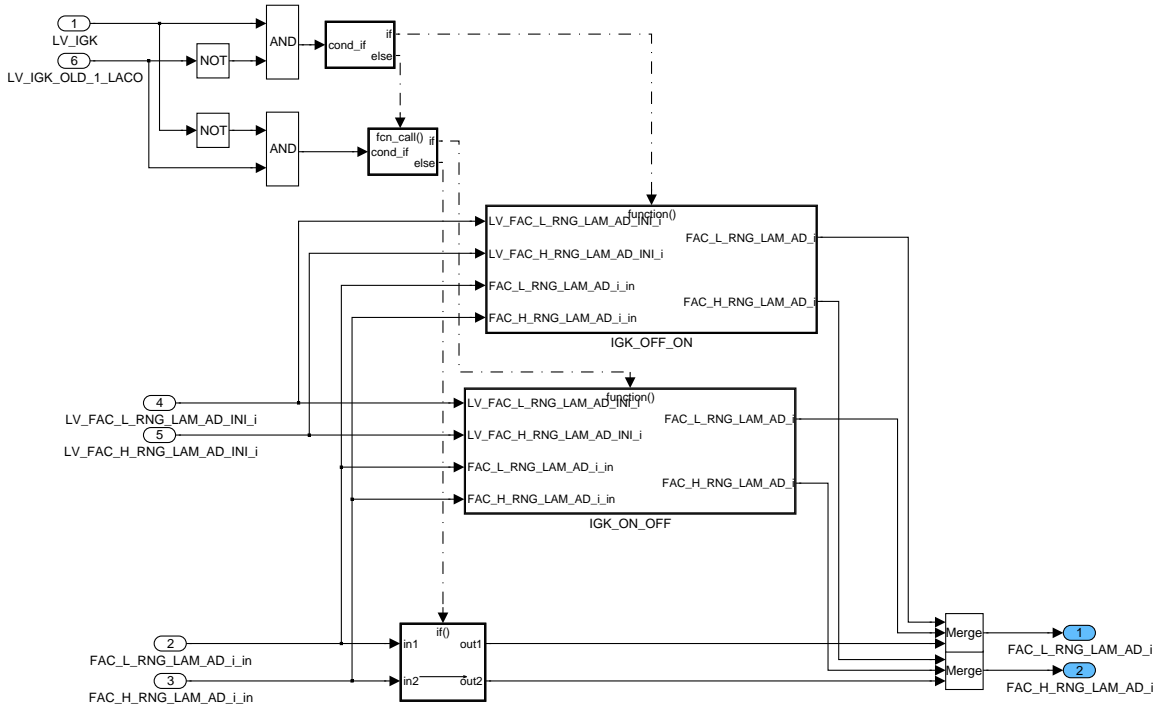 1
LV_IGK
6
LV_IGK_OLD_1_LACO
NOT
AND
cond_if
if
else
NOT
AND
fcn_call()
cond_if
if
else
function()
LV_FAC_L_RNG_LAM_AD_INI_i
LV_FAC_H_RNG_LAM_AD_INI_i
FAC_L_RNG_LAM_AD_i_in
FAC_H_RNG_LAM_AD_i_in
FAC_L_RNG_LAM_AD_i
FAC_H_RNG_LAM_AD_i
IGK_OFF_ON
4
LV_FAC_L_RNG_LAM_AD_INI_i
5
LV_FAC_H_RNG_LAM_AD_INI_i
function()
LV_FAC_L_RNG_LAM_AD_INI_i
LV_FAC_H_RNG_LAM_AD_INI_i
FAC_L_RNG_LAM_AD_i_in
FAC_H_RNG_LAM_AD_i_in
FAC_L_RNG_LAM_AD_i
FAC_H_RNG_LAM_AD_i
IGK_ON_OFF
2
FAC_L_RNG_LAM_AD_i_in
3
FAC_H_RNG_LAM_AD_i_in
if()
in1
in2
out1
out2
Merge
Merge
1
FAC_L_RNG_LAM_AD_i
2
FAC_H_RNG_LAM_AD_i